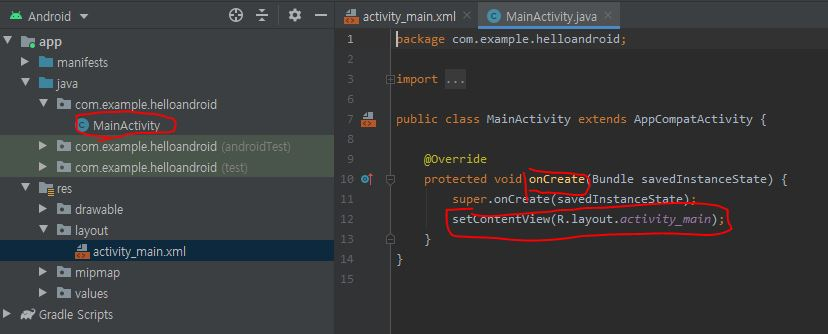 Android
app
manifests
java
com.example.helloandroid
MainActivity
com.example.helloandroid (androidTest)
com.example.helloandroid (test)
res
drawable
layout
activity_main.xml
mipmap
values
Gradle Scripts
activity_main.xml
MainActivity.java
1 package com.example.helloandroid;
2
3 import ...
6
7 public class MainActivity extends AppCompatActivity {
8
9 @Override
10 protected void onCreate(Bundle savedInstanceState) {
11 super.onCreate(savedInstanceState);
12 setContentView(R.layout.activity_main);
13 }
14 }
15